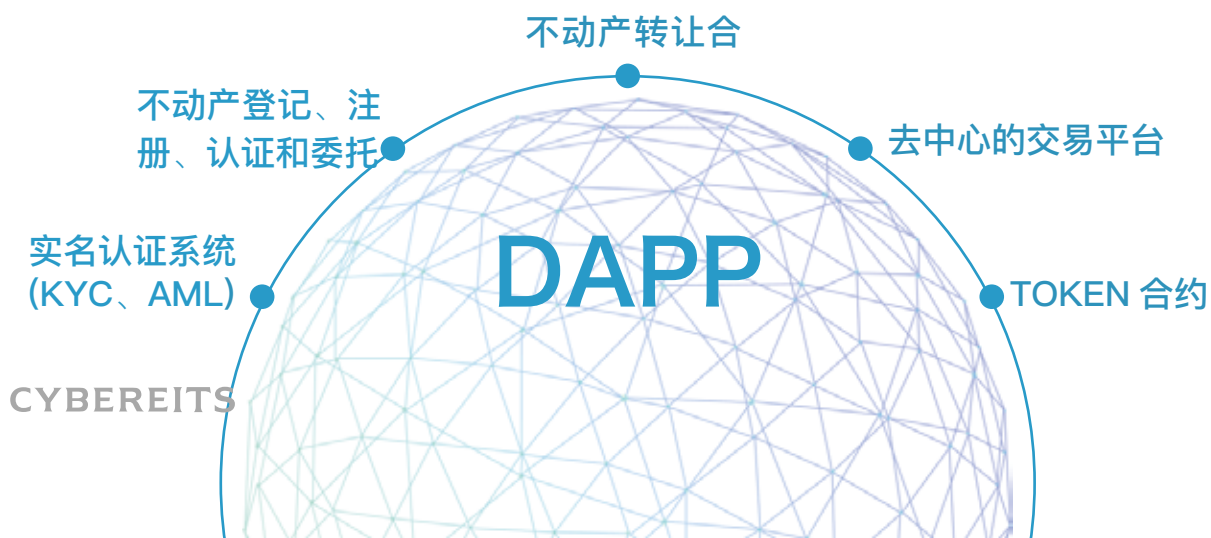 不动产转让合
不动产登记、注
册、认证和委托
去中心的交易平台
实名认证系统
(KYC、AML)
DAPP
TOKEN 合约
CYBEREITS